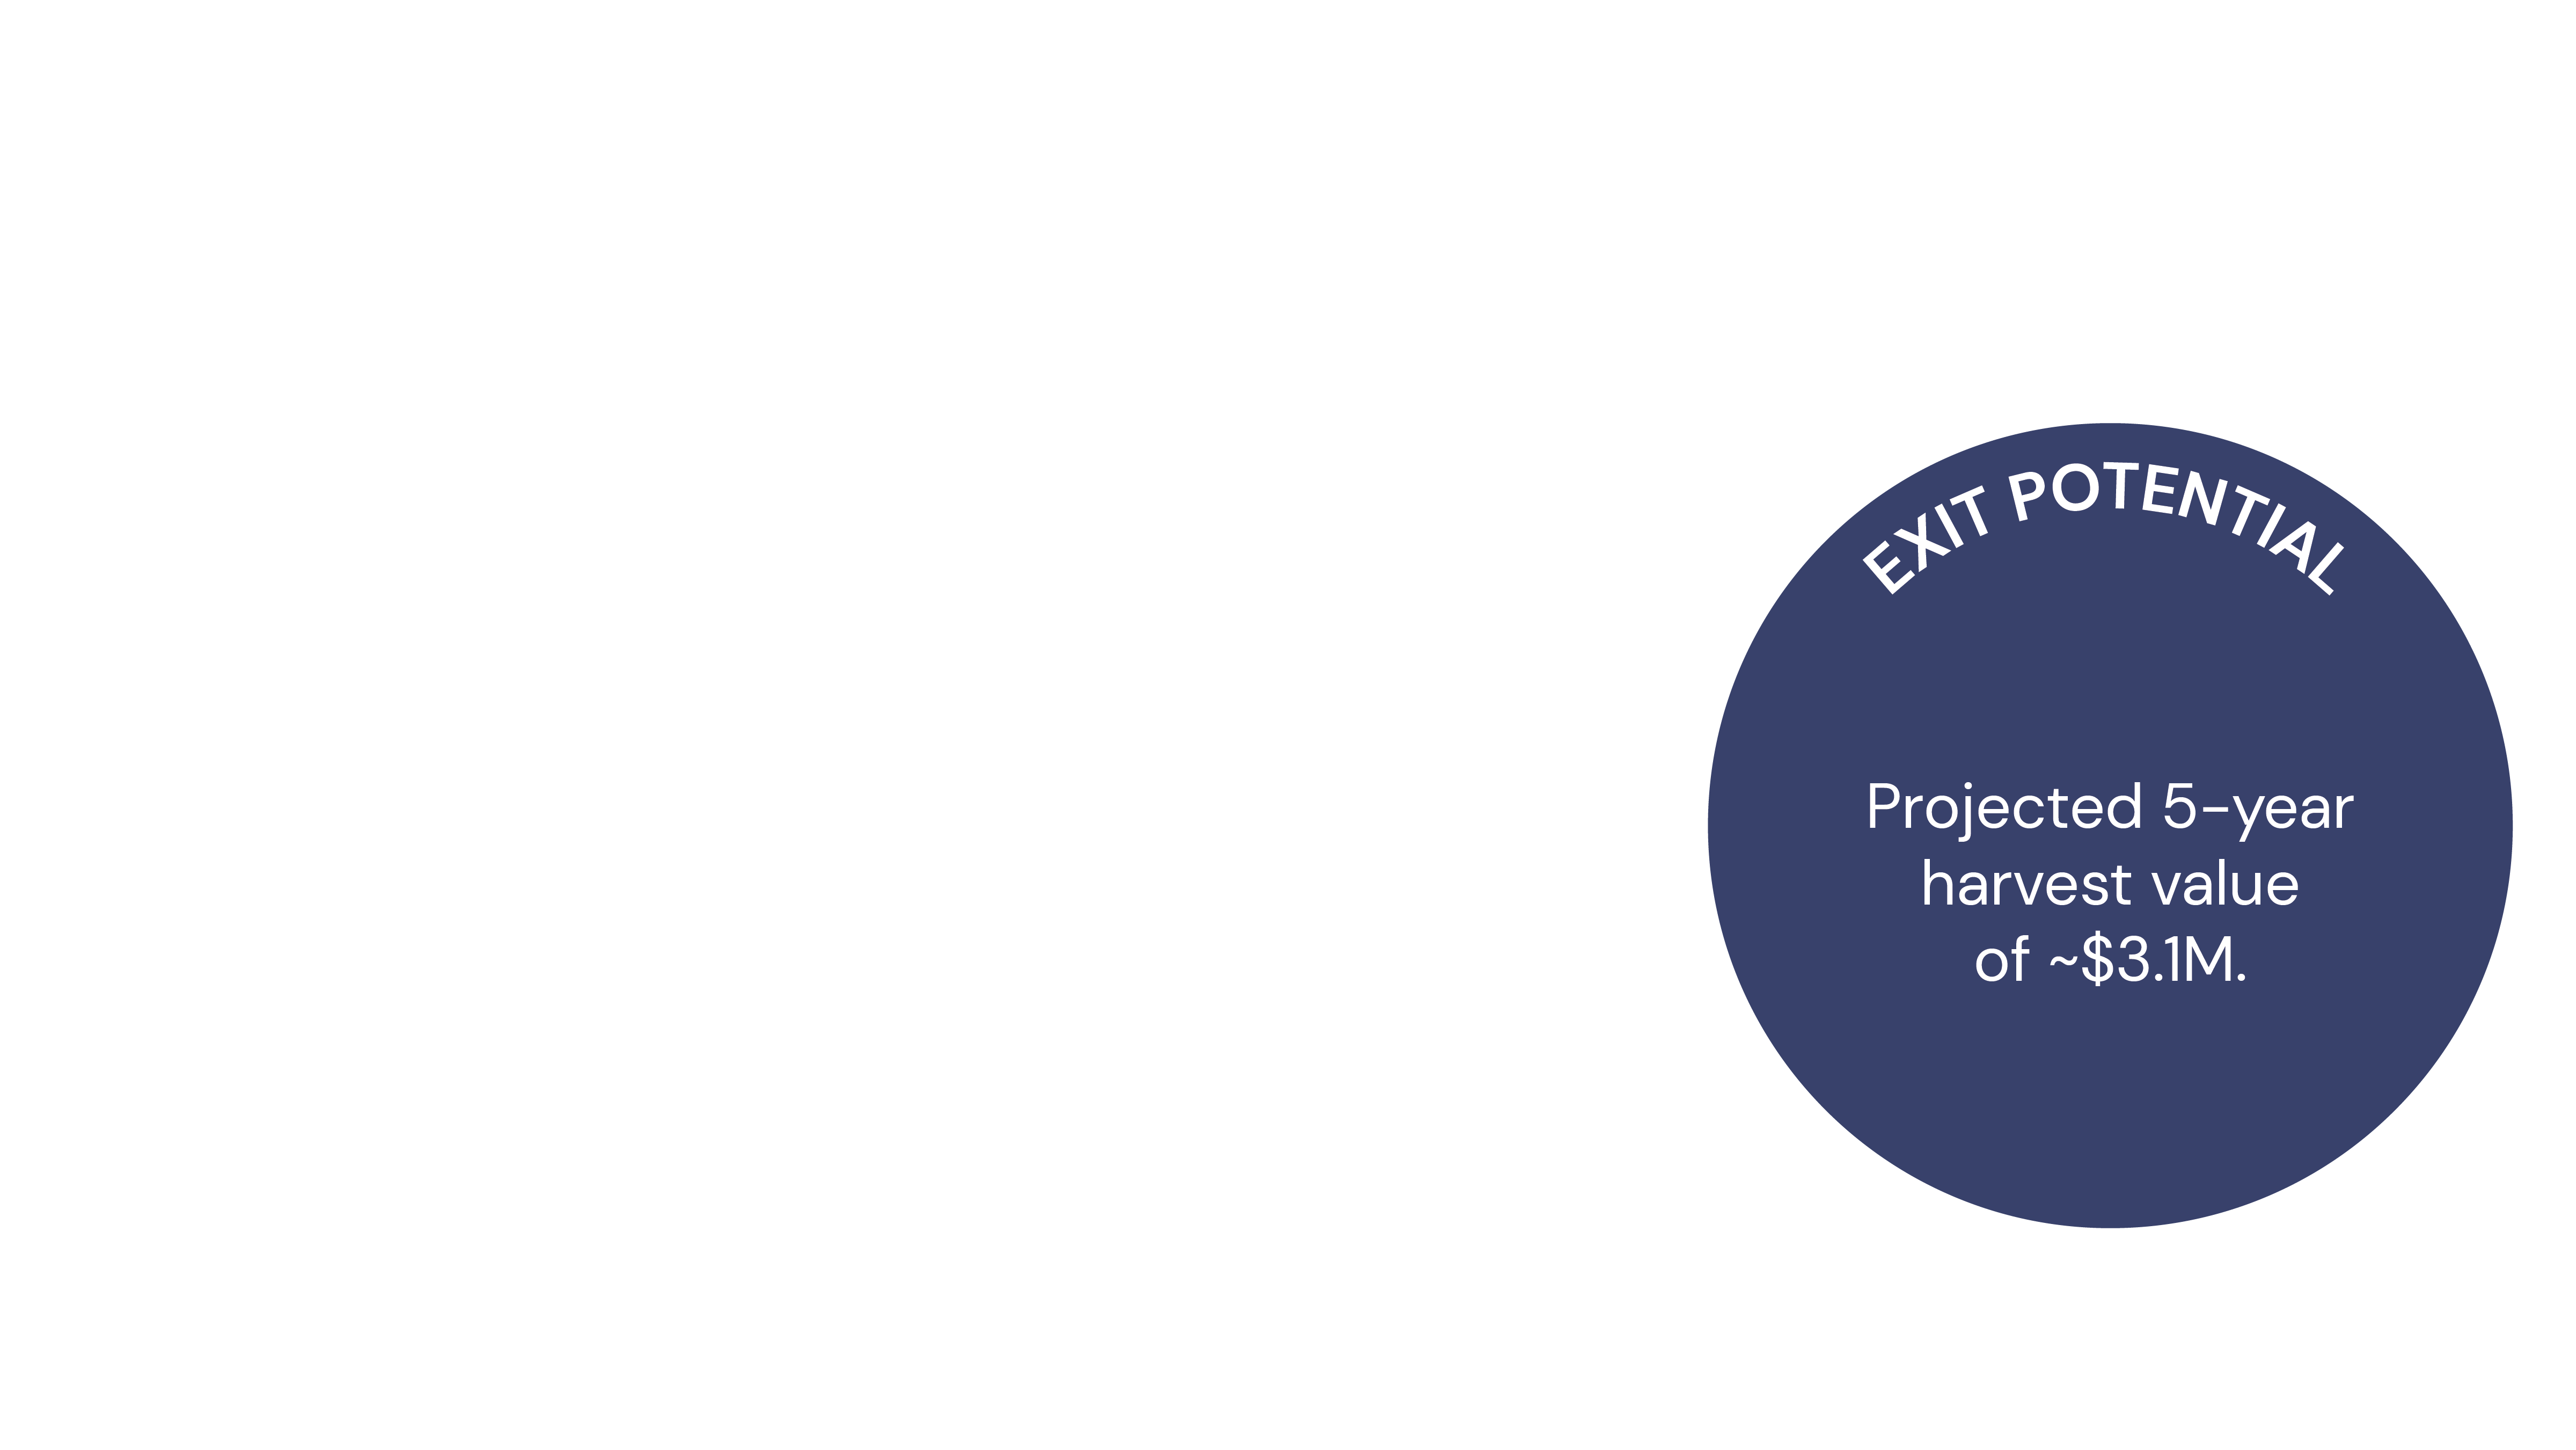 EXIT POTENTIAL
Projected 5-year
harvest value
of ~$3.1M.